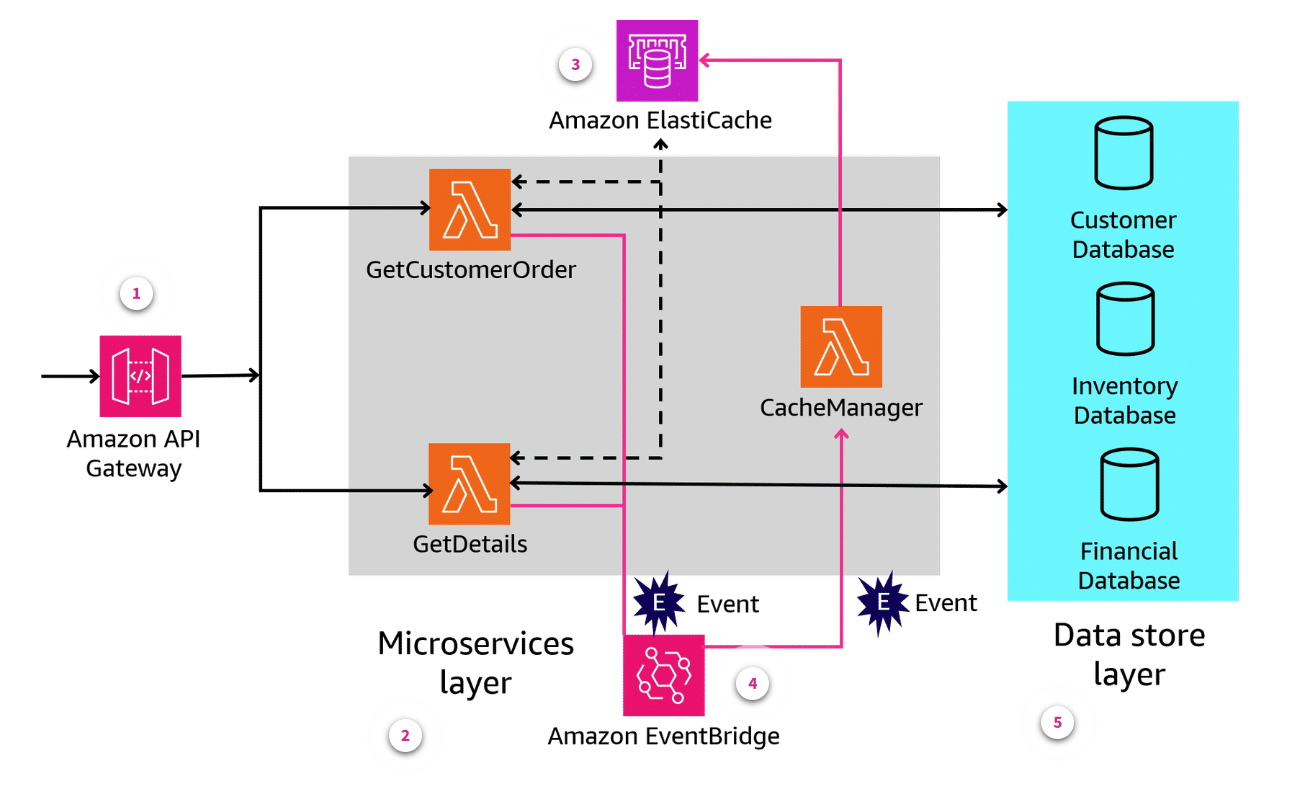 3
Amazon ElastiCache
Customer
Database
GetCustomerOrder
1
Inventory
Database
CacheManager
Amazon API
Gateway
GetDetails
Financial
Database
E
Event
E
Event
Microservices
layer
Data store
layer
4
2
Amazon EventBridge
5